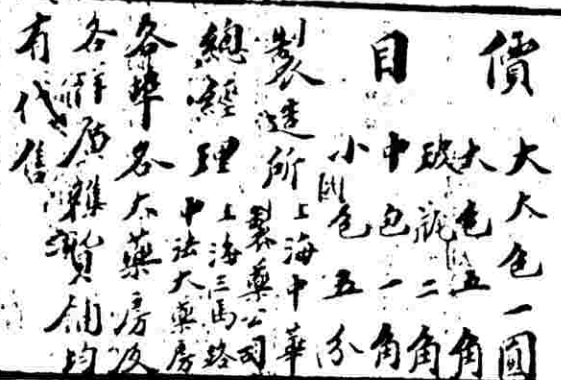 價目
大大包一圓
大包五角
玻瓶二角
中包一角
小包五分
製造所
上海中華
製藥公司
總經理
上海三馬路
中法大藥房
各埠各大藥房及
各洋廣雜貨鋪均
有代售